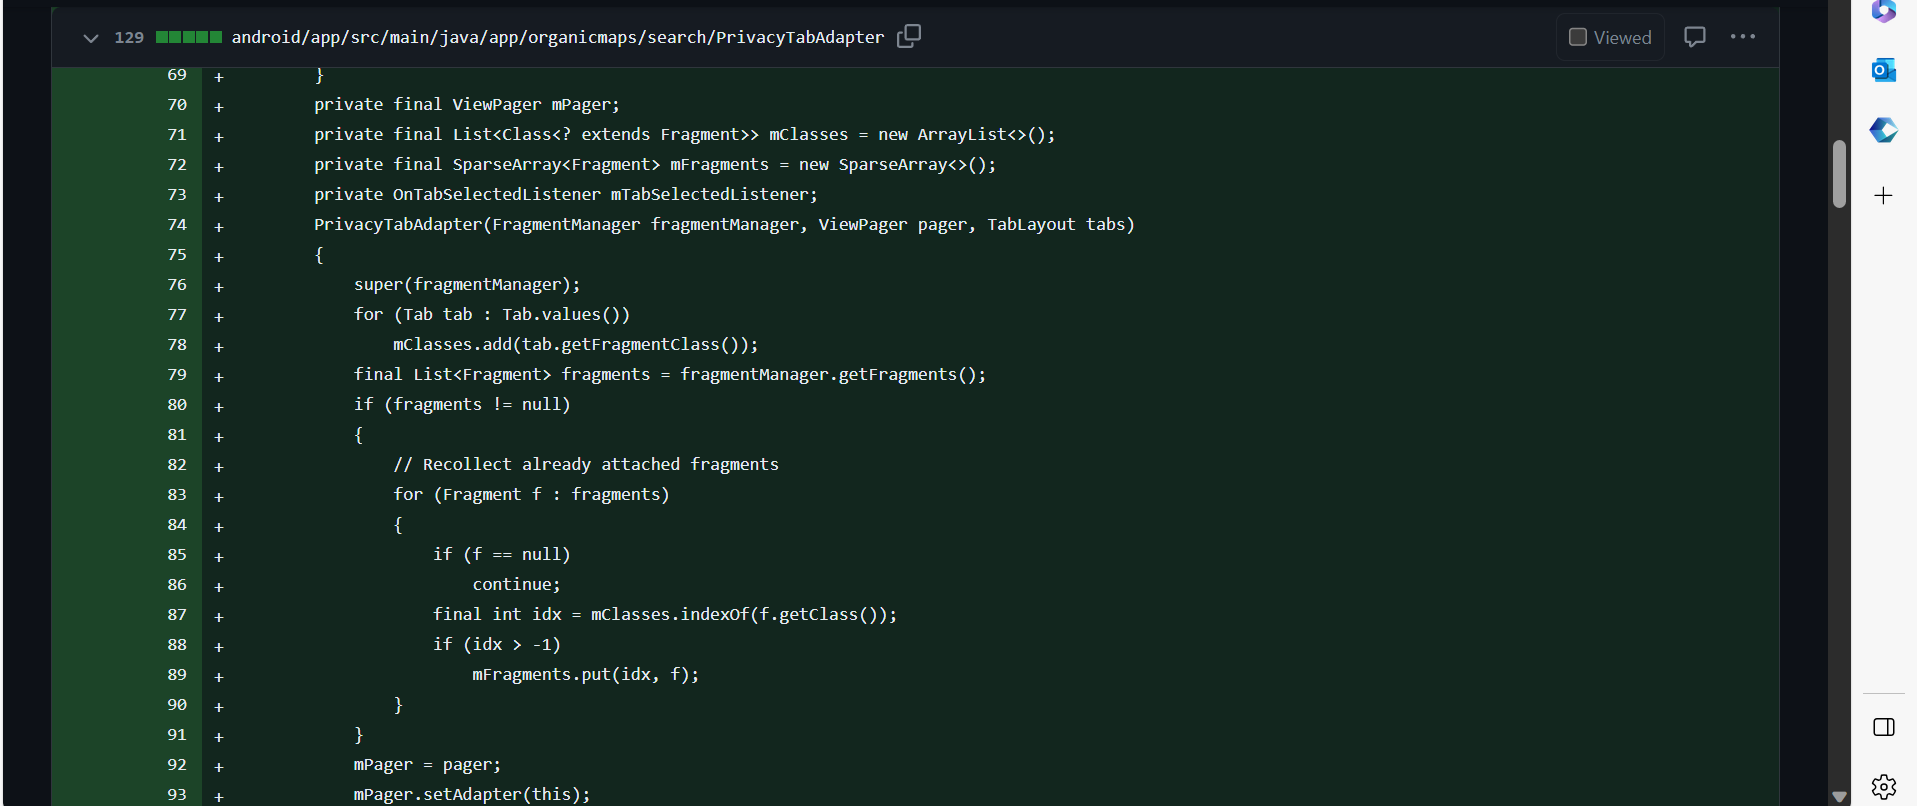 129 android/app/src/main/java/app/organicmaps/search/PrivacyTabAdapter Viewed
69 + }
70 + private final ViewPager mPager;
71 + private final List<Class<? extends Fragment>> mClasses = new ArrayList<>();
72 + private final SparseArray<Fragment> mFragments = new SparseArray<>();
73 + private OnTabSelectedListener mTabSelectedListener;
74 + PrivacyTabAdapter(FragmentManager fragmentManager, ViewPager pager, TabLayout tabs)
75 + {
76 + super(fragmentManager);
77 + for (Tab tab : Tab.values())
78 + mClasses.add(tab.getFragmentClass());
79 + final List<Fragment> fragments = fragmentManager.getFragments();
80 + if (fragments != null)
81 + {
82 + // Recollect already attached fragments
83 + for (Fragment f : fragments)
84 + {
85 + if (f == null)
86 + continue;
87 + final int idx = mClasses.indexOf(f.getClass());
88 + if (idx > -1)
89 + mFragments.put(idx, f);
90 + }
91 + }
92 + mPager = pager;
93 + mPager.setAdapter(this);